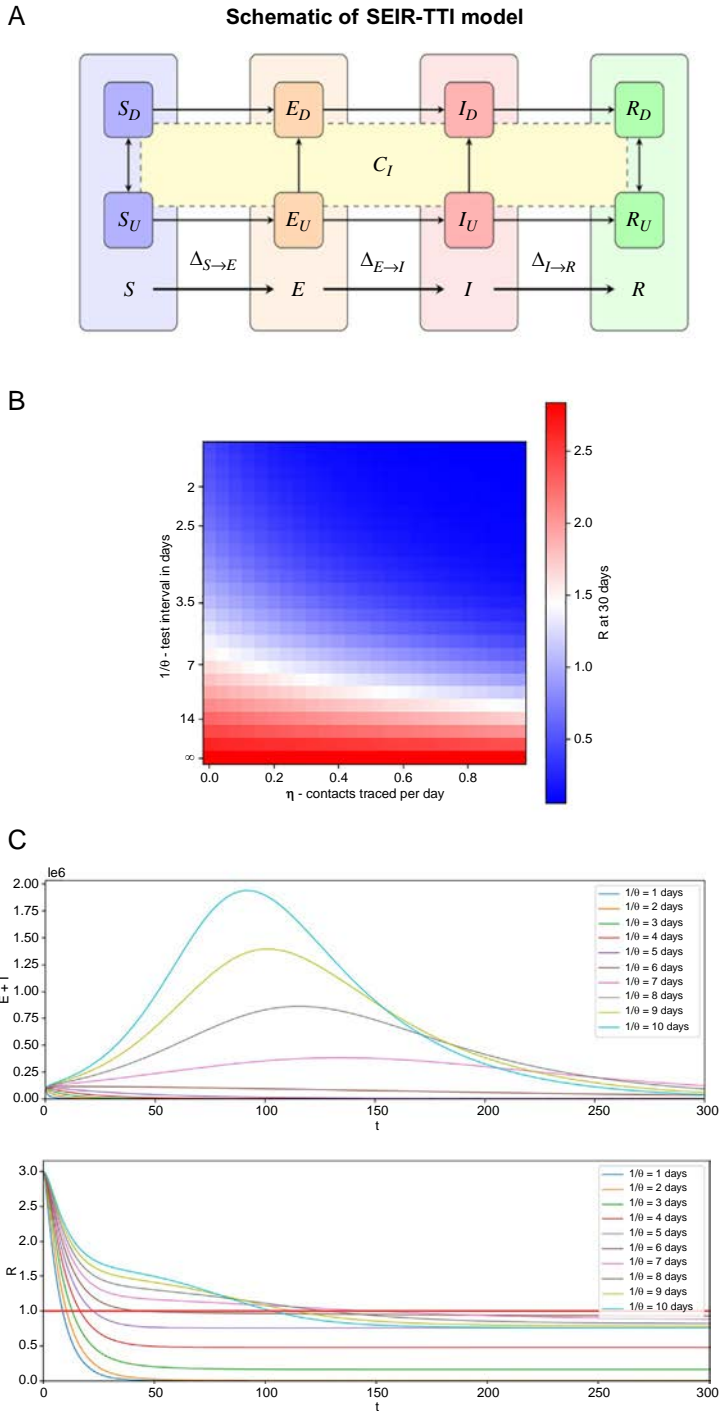 A
Schematic of SEIR-TTI model
S_D
E_D
I_D
R_D
C_I
S_U
E_U
I_U
R_U
Δ_{S→E}
Δ_{E→I}
Δ_{I→R}
S
E
I
R
B
1/θ - test interval in days
2
2.5
3.5
7
14
∞
0.0
0.2
0.4
0.6
0.8
η - contacts traced per day
2.5
2.0
1.5
1.0
0.5
R at 30 days
C
le6
E + I
2.00
1.75
1.50
1.25
1.00
0.75
0.50
0.25
0.00
0
50
100
150
200
250
300
t
1/θ = 1 days
1/θ = 2 days
1/θ = 3 days
1/θ = 4 days
1/θ = 5 days
1/θ = 6 days
1/θ = 7 days
1/θ = 8 days
1/θ = 9 days
1/θ = 10 days
R
3.0
2.5
2.0
1.5
1.0
0.5
0.0
0
50
100
150
200
250
300
t
1/θ = 1 days
1/θ = 2 days
1/θ = 3 days
1/θ = 4 days
1/θ = 5 days
1/θ = 6 days
1/θ = 7 days
1/θ = 8 days
1/θ = 9 days
1/θ = 10 days